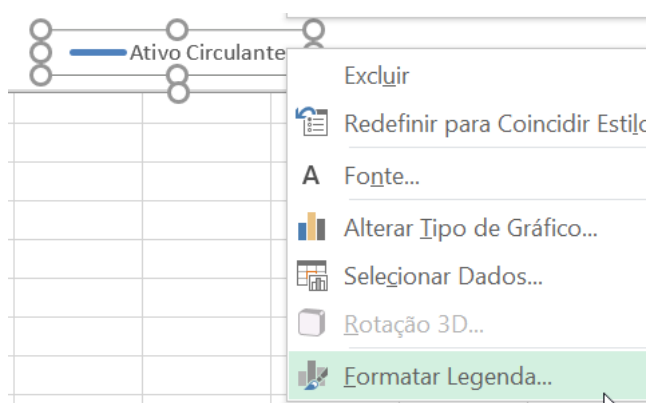 Ativo Circulante
Excluir
Redefinir para Coincidir Estilo
A Fonte...
Alterar Tipo de Gráfico...
Selecionar Dados...
Rotação 3D...
Formatar Legenda...